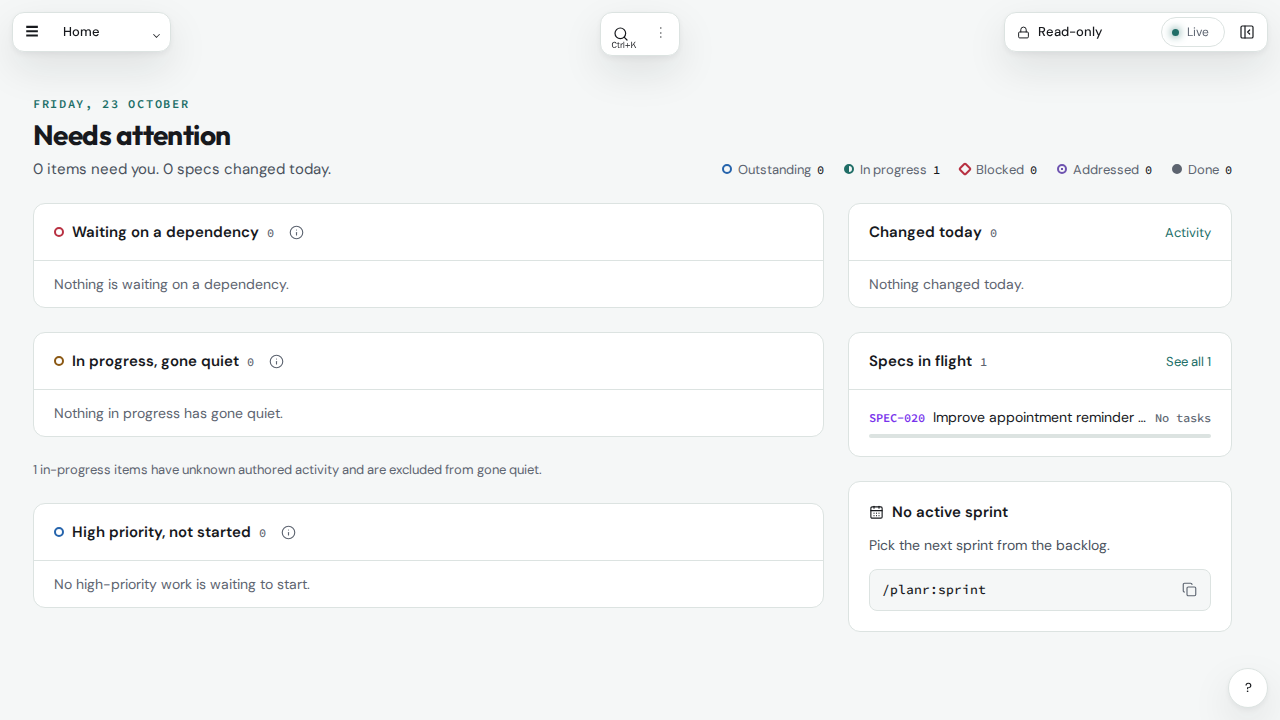 Home
Ctrl+K
Read-only
Live
FRIDAY, 23 OCTOBER
Needs attention
0 items need you. 0 specs changed today.
Outstanding 0
In progress 1
Blocked 0
Addressed 0
Done 0
Waiting on a dependency 0
Nothing is waiting on a dependency.
Changed today 0
Activity
Nothing changed today.
In progress, gone quiet 0
Nothing in progress has gone quiet.
1 in-progress items have unknown authored activity and are excluded from gone quiet.
Specs in flight 1
See all 1
SPEC-020 Improve appointment reminder … No tasks
High priority, not started 0
No high-priority work is waiting to start.
No active sprint
Pick the next sprint from the backlog.
/planr:sprint
?